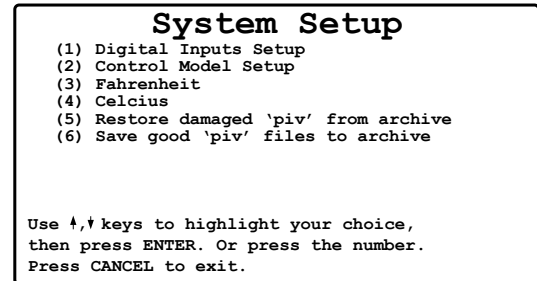 System Setup
(1) Digital Inputs Setup
(2) Control Model Setup
(3) Fahrenheit
(4) Celcius
(5) Restore damaged ‘piv’ from archive
(6) Save good ‘piv’ files to archive
Use ↑,↓ keys to highlight your choice,
then press ENTER. Or press the number.
Press CANCEL to exit.